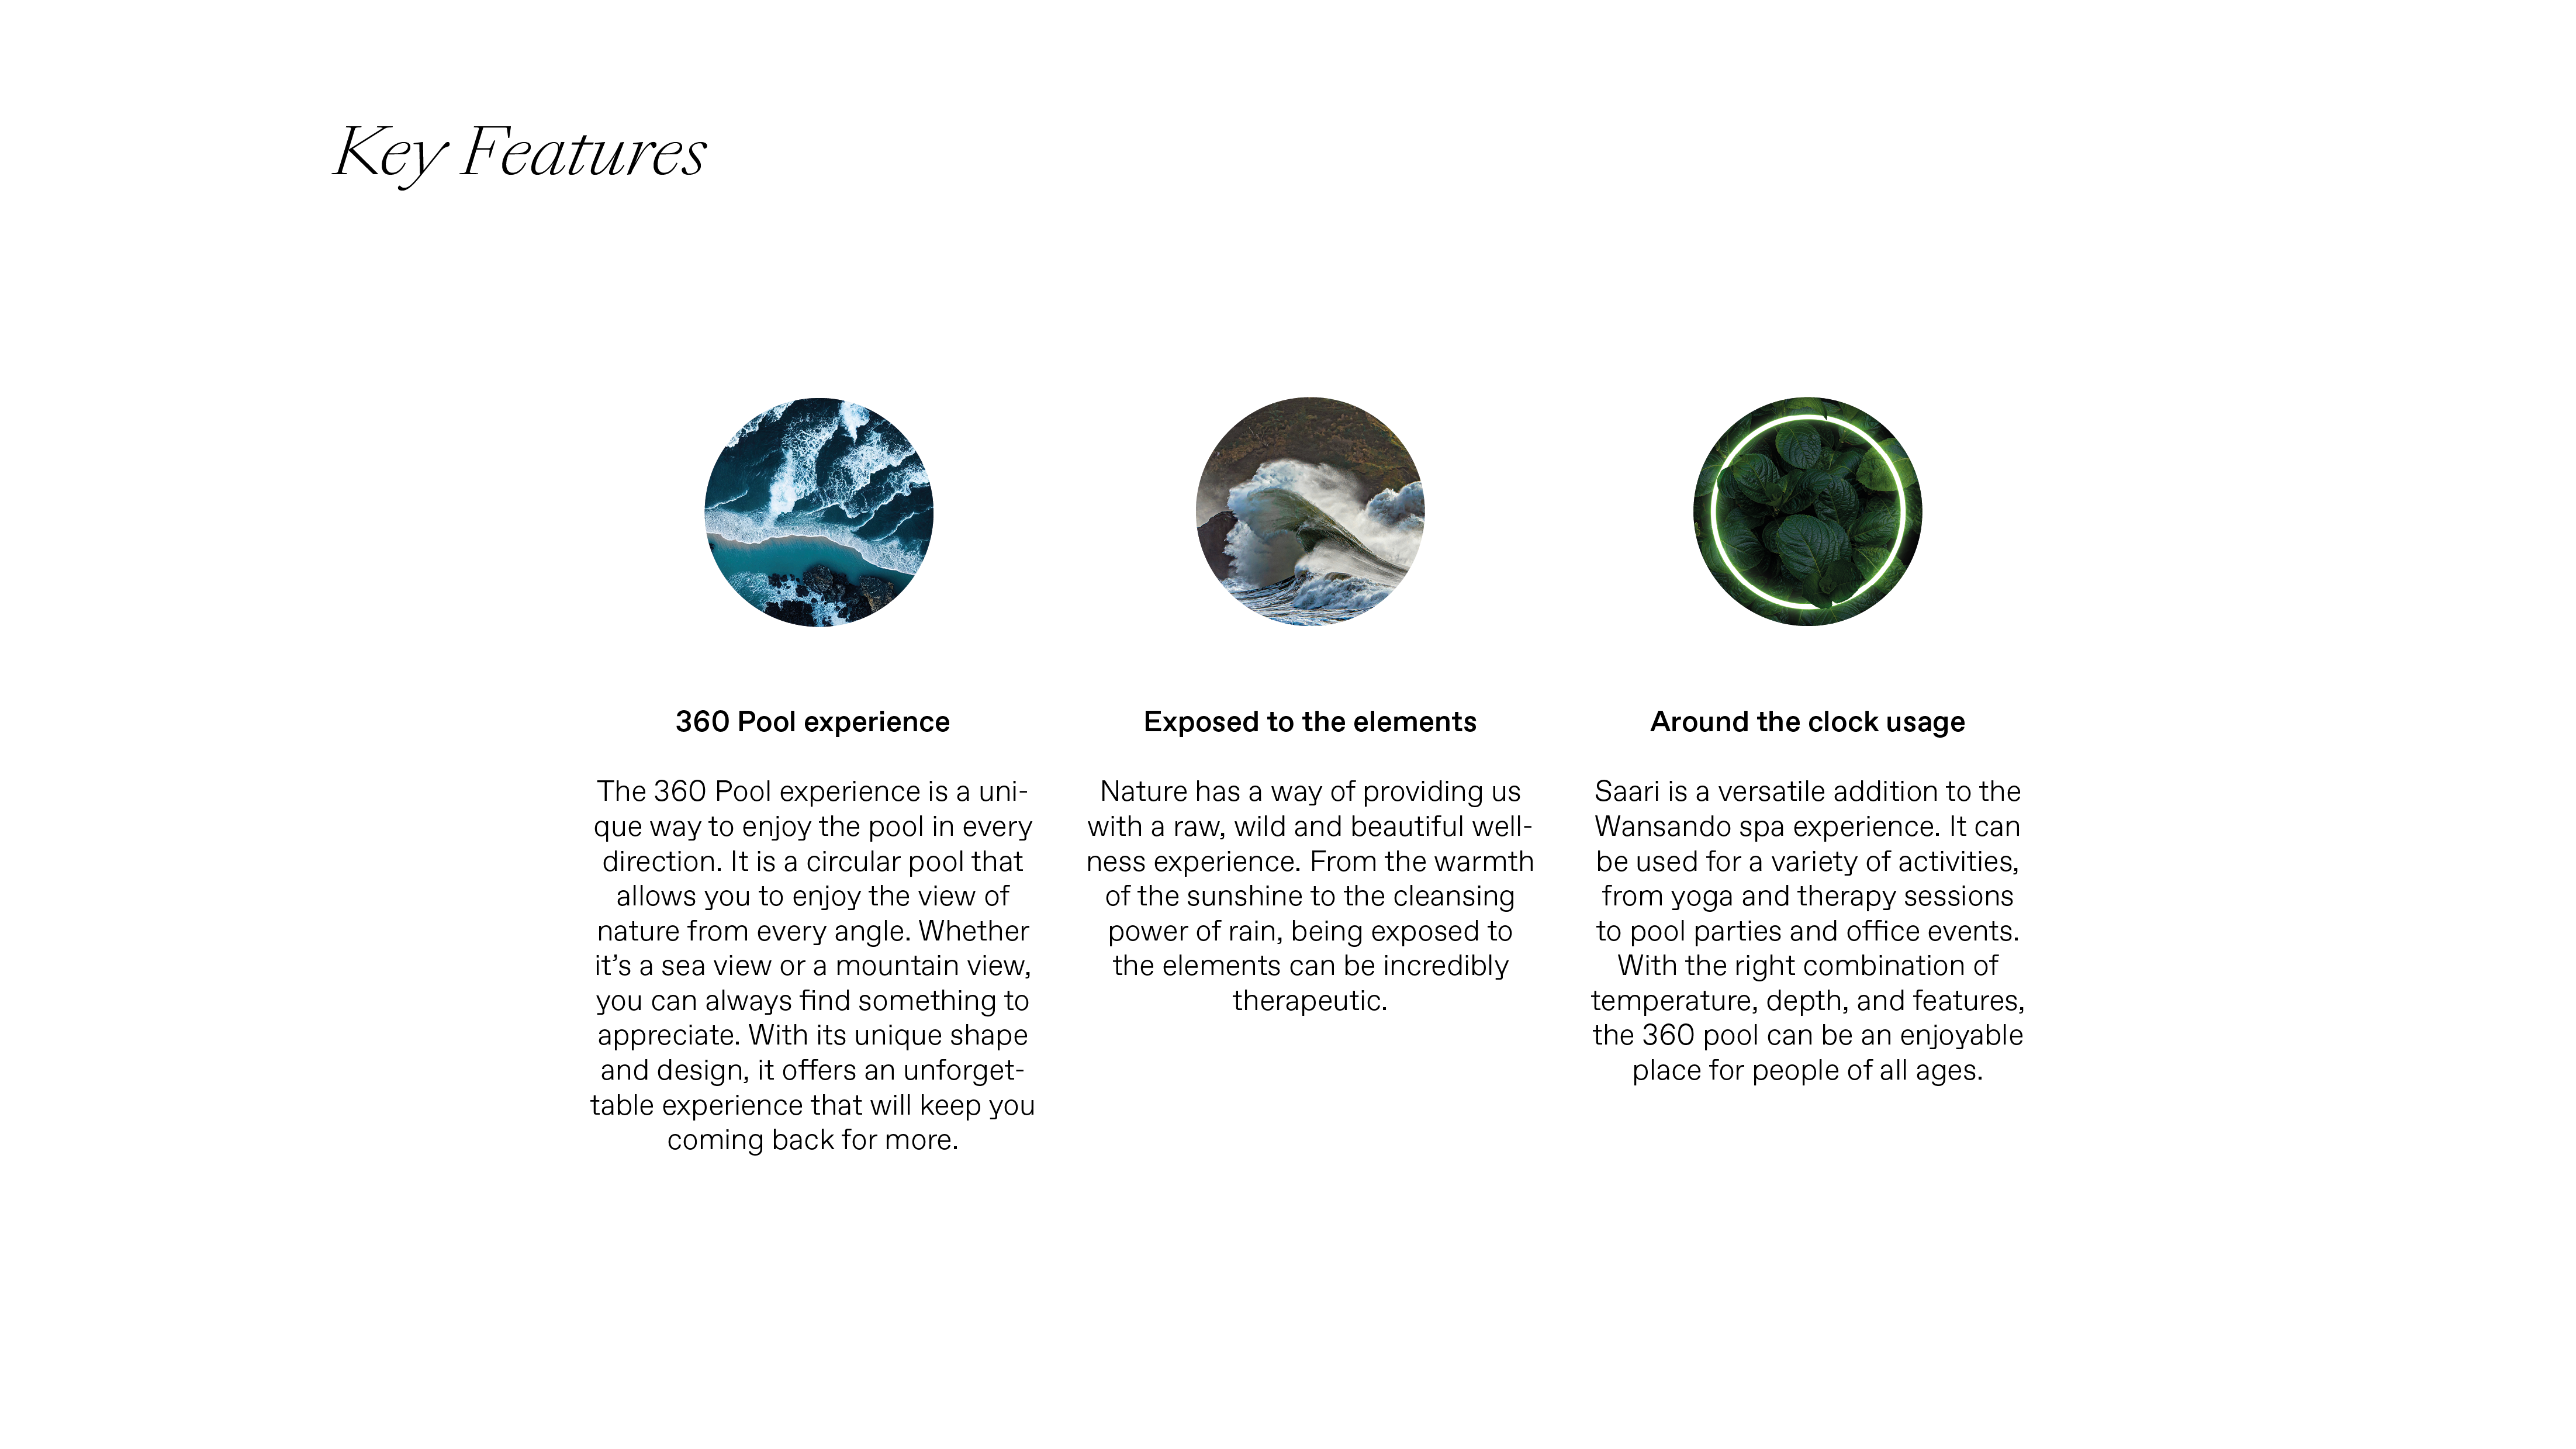 Key Features
360 Pool experience
The 360 Pool experience is a uni-
que way to enjoy the pool in every
direction. It is a circular pool that
allows you to enjoy the view of
nature from every angle. Whether
it’s a sea view or a mountain view,
you can always find something to
appreciate. With its unique shape
and design, it offers an unforget-
table experience that will keep you
coming back for more.
Exposed to the elements
Nature has a way of providing us
with a raw, wild and beautiful well-
ness experience. From the warmth
of the sunshine to the cleansing
power of rain, being exposed to
the elements can be incredibly
therapeutic.
Around the clock usage
Saari is a versatile addition to the
Wansando spa experience. It can
be used for a variety of activities,
from yoga and therapy sessions
to pool parties and office events.
With the right combination of
temperature, depth, and features,
the 360 pool can be an enjoyable
place for people of all ages.